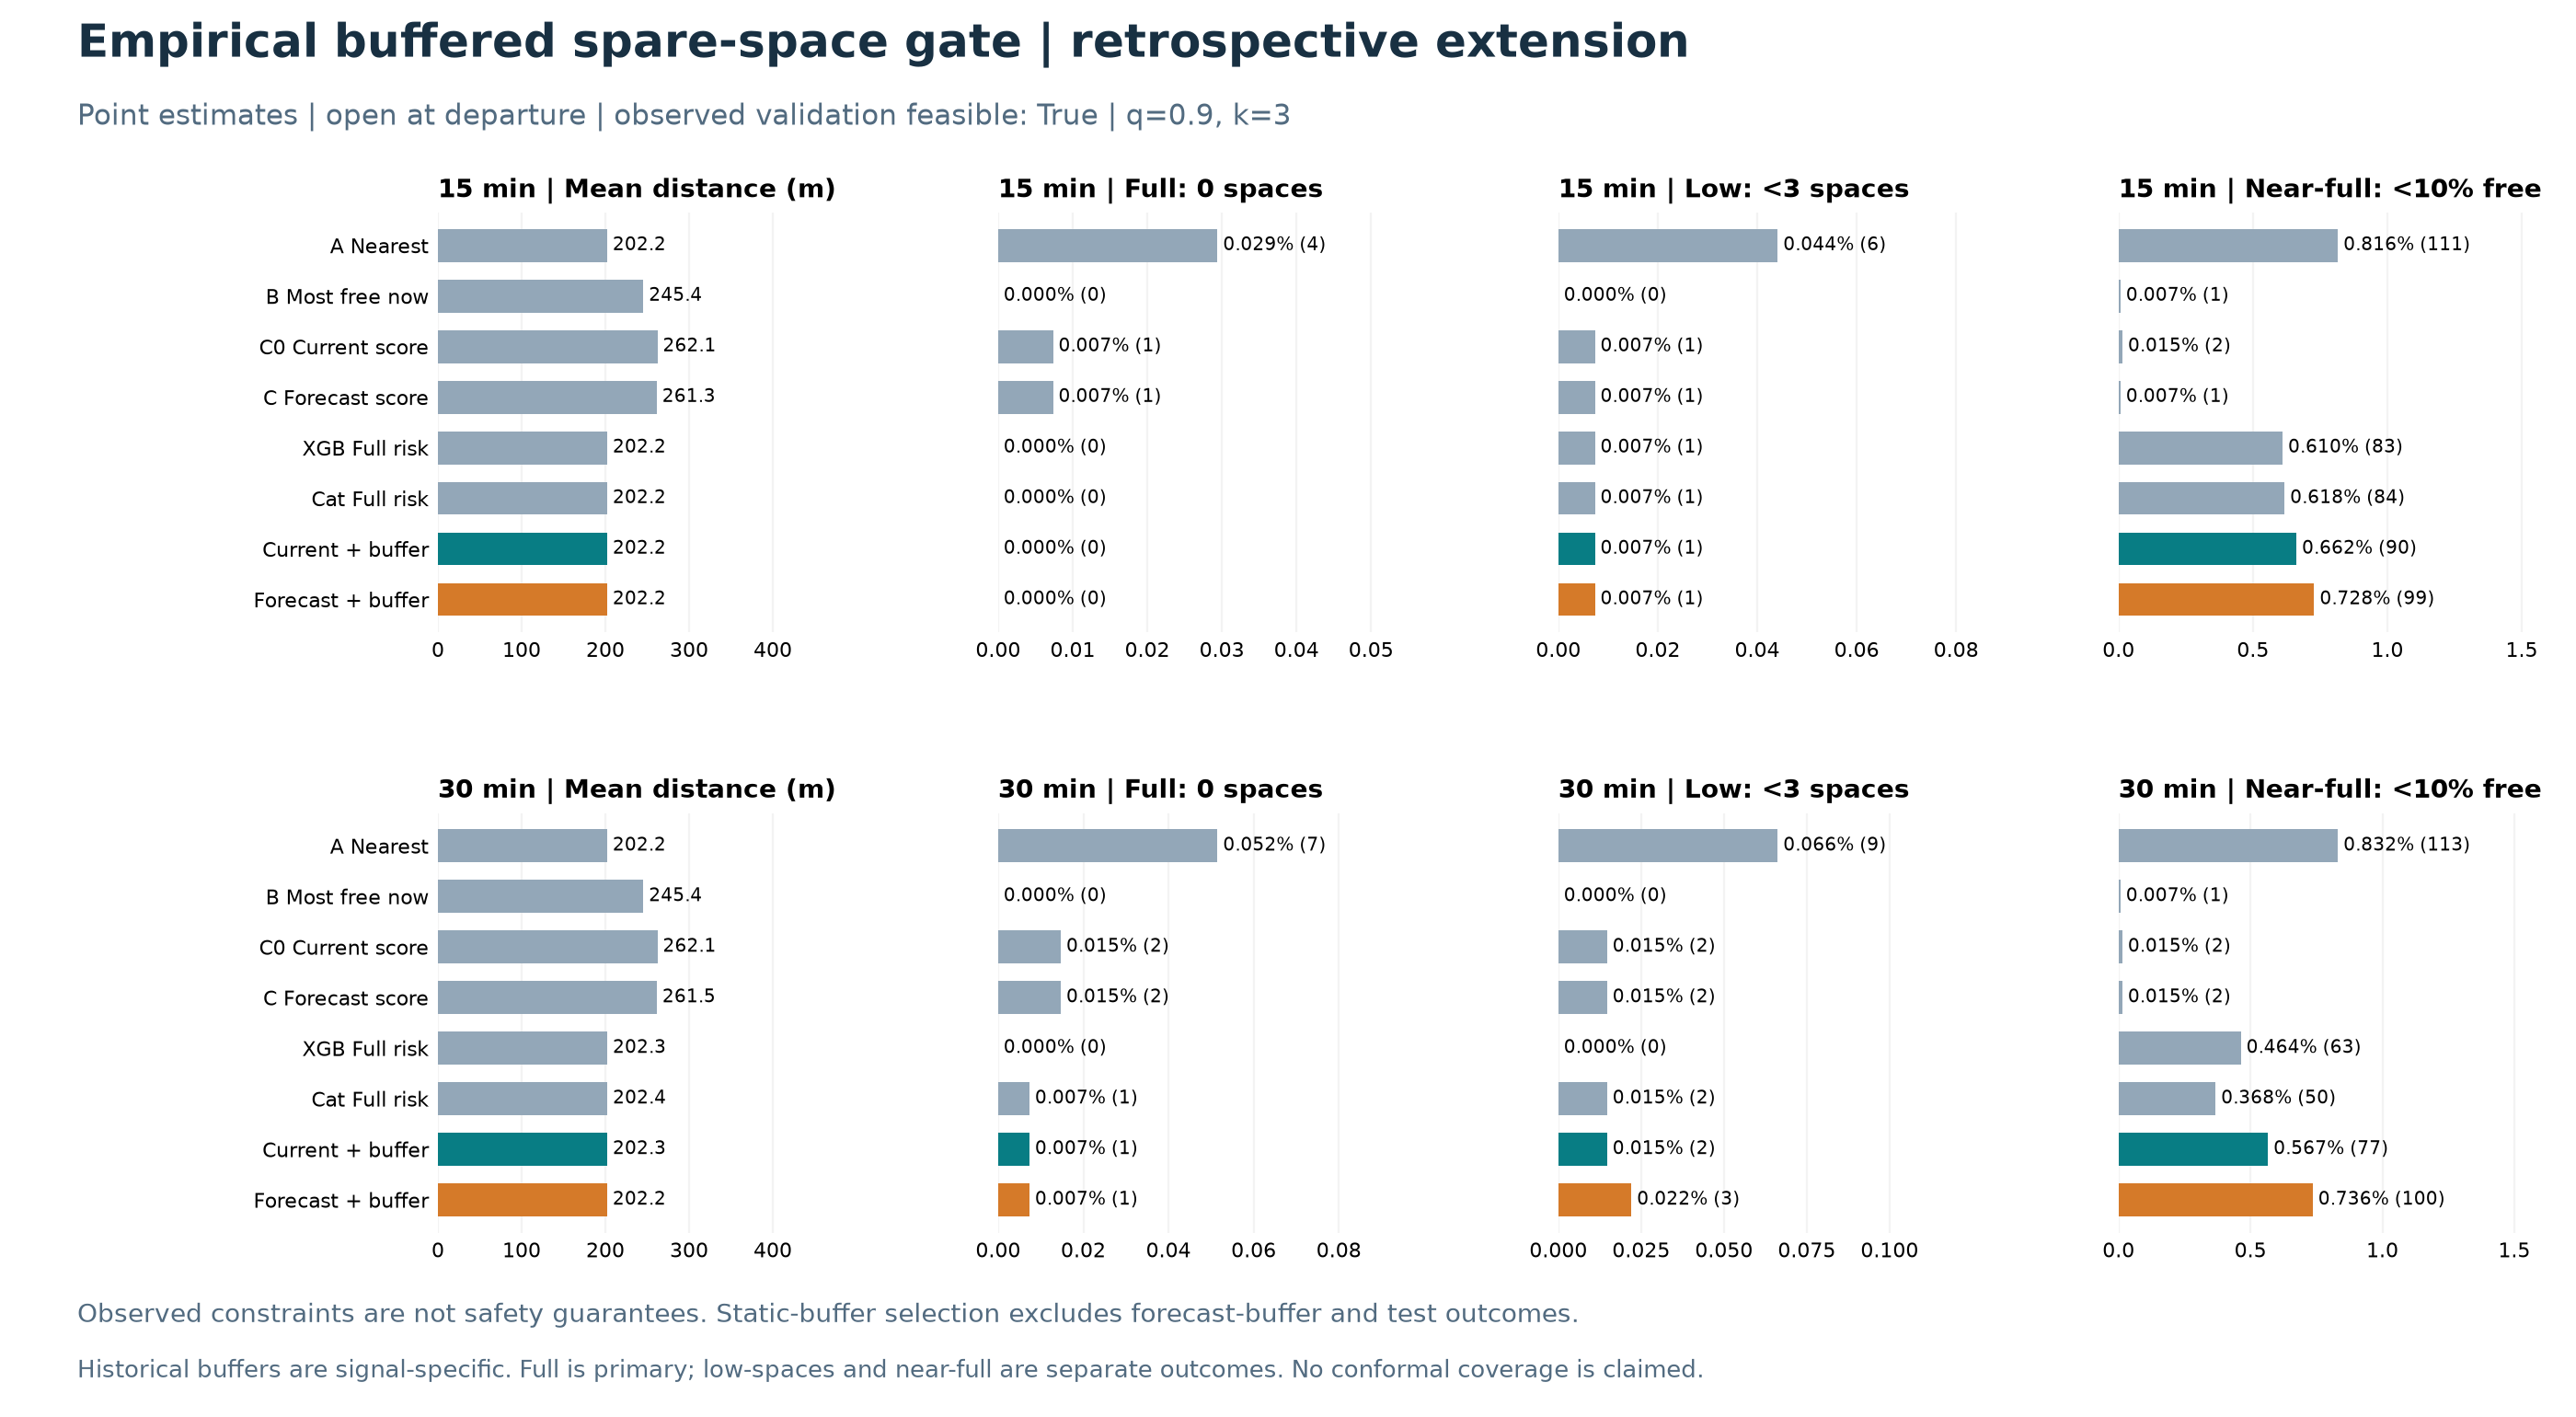 Empirical buffered spare-space gate | retrospective extension
Point estimates | open at departure | observed validation feasible: True | q=0.9, k=3
15 min | Mean distance (m)
A Nearest 202.2
B Most free now 245.4
C0 Current score 262.1
C Forecast score 261.3
XGB Full risk 202.2
Cat Full risk 202.2
Current + buffer 202.2
Forecast + buffer 202.2
0 100 200 300 400
15 min | Full: 0 spaces
0.029% (4)
0.000% (0)
0.007% (1)
0.007% (1)
0.000% (0)
0.000% (0)
0.000% (0)
0.000% (0)
0.00 0.01 0.02 0.03 0.04 0.05
15 min | Low: <3 spaces
0.044% (6)
0.000% (0)
0.007% (1)
0.007% (1)
0.007% (1)
0.007% (1)
0.007% (1)
0.007% (1)
0.00 0.02 0.04 0.06 0.08
15 min | Near-full: <10% free
0.816% (111)
0.007% (1)
0.015% (2)
0.007% (1)
0.610% (83)
0.618% (84)
0.662% (90)
0.728% (99)
0.0 0.5 1.0 1.5
30 min | Mean distance (m)
A Nearest 202.2
B Most free now 245.4
C0 Current score 262.1
C Forecast score 261.5
XGB Full risk 202.3
Cat Full risk 202.4
Current + buffer 202.3
Forecast + buffer 202.2
0 100 200 300 400
30 min | Full: 0 spaces
0.052% (7)
0.000% (0)
0.015% (2)
0.015% (2)
0.000% (0)
0.007% (1)
0.007% (1)
0.007% (1)
0.00 0.02 0.04 0.06 0.08
30 min | Low: <3 spaces
0.066% (9)
0.000% (0)
0.015% (2)
0.015% (2)
0.000% (0)
0.015% (2)
0.015% (2)
0.022% (3)
0.000 0.025 0.050 0.075 0.100
30 min | Near-full: <10% free
0.832% (113)
0.007% (1)
0.015% (2)
0.015% (2)
0.464% (63)
0.368% (50)
0.567% (77)
0.736% (100)
0.0 0.5 1.0 1.5
Observed constraints are not safety guarantees. Static-buffer selection excludes forecast-buffer and test outcomes.
Historical buffers are signal-specific. Full is primary; low-spaces and near-full are separate outcomes. No conformal coverage is claimed.